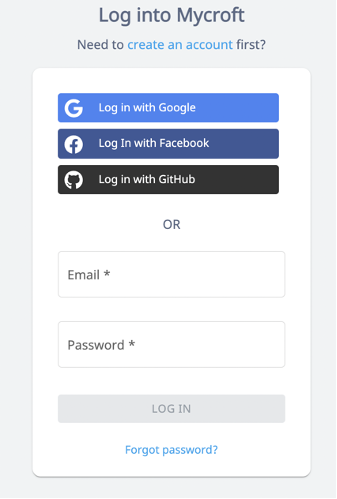 Log into Mycroft
Need to create an account first?
Log in with Google
Log In with Facebook
Log in with GitHub
OR
Email *
Password *
LOG IN
Forgot password?